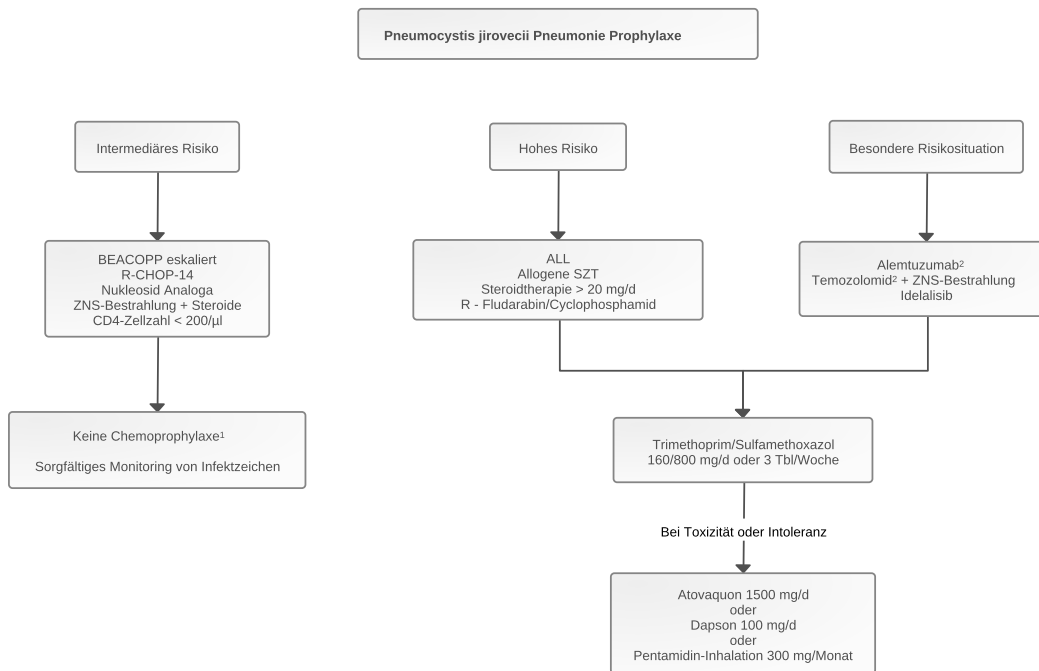 Pneumocystis jirovecii Pneumonie Prophylaxe
Intermediäres Risiko
BEACOPP eskaliert
R-CHOP-14
Nukleosid Analoga
ZNS-Bestrahlung + Steroide
CD4-Zellzahl < 200/µl
Keine Chemoprophylaxe¹
Sorgfältiges Monitoring von Infektzeichen
Hohes Risiko
ALL
Allogene SZT
Steroidtherapie > 20 mg/d
R - Fludarabin/Cyclophosphamid
Besondere Risikosituation
Alemtuzumab²
Temozolomid² + ZNS-Bestrahlung
Idelalisib
Trimethoprim/Sulfamethoxazol
160/800 mg/d oder 3 Tbl/Woche
Bei Toxizität oder Intoleranz
Atovaquon 1500 mg/d
oder
Dapson 100 mg/d
oder
Pentamidin-Inhalation 300 mg/Monat